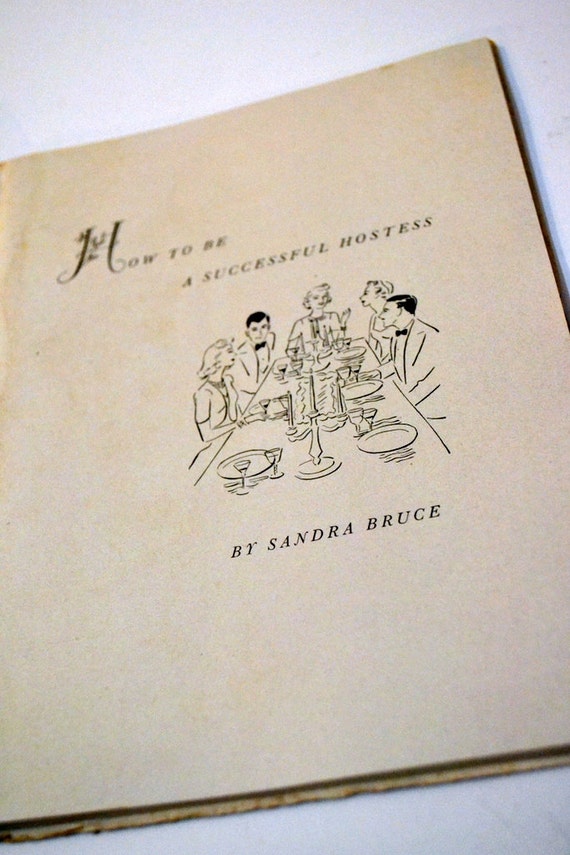 HOW TO BE
A SUCCESSFUL HOSTESS
BY SANDRA BRUCE